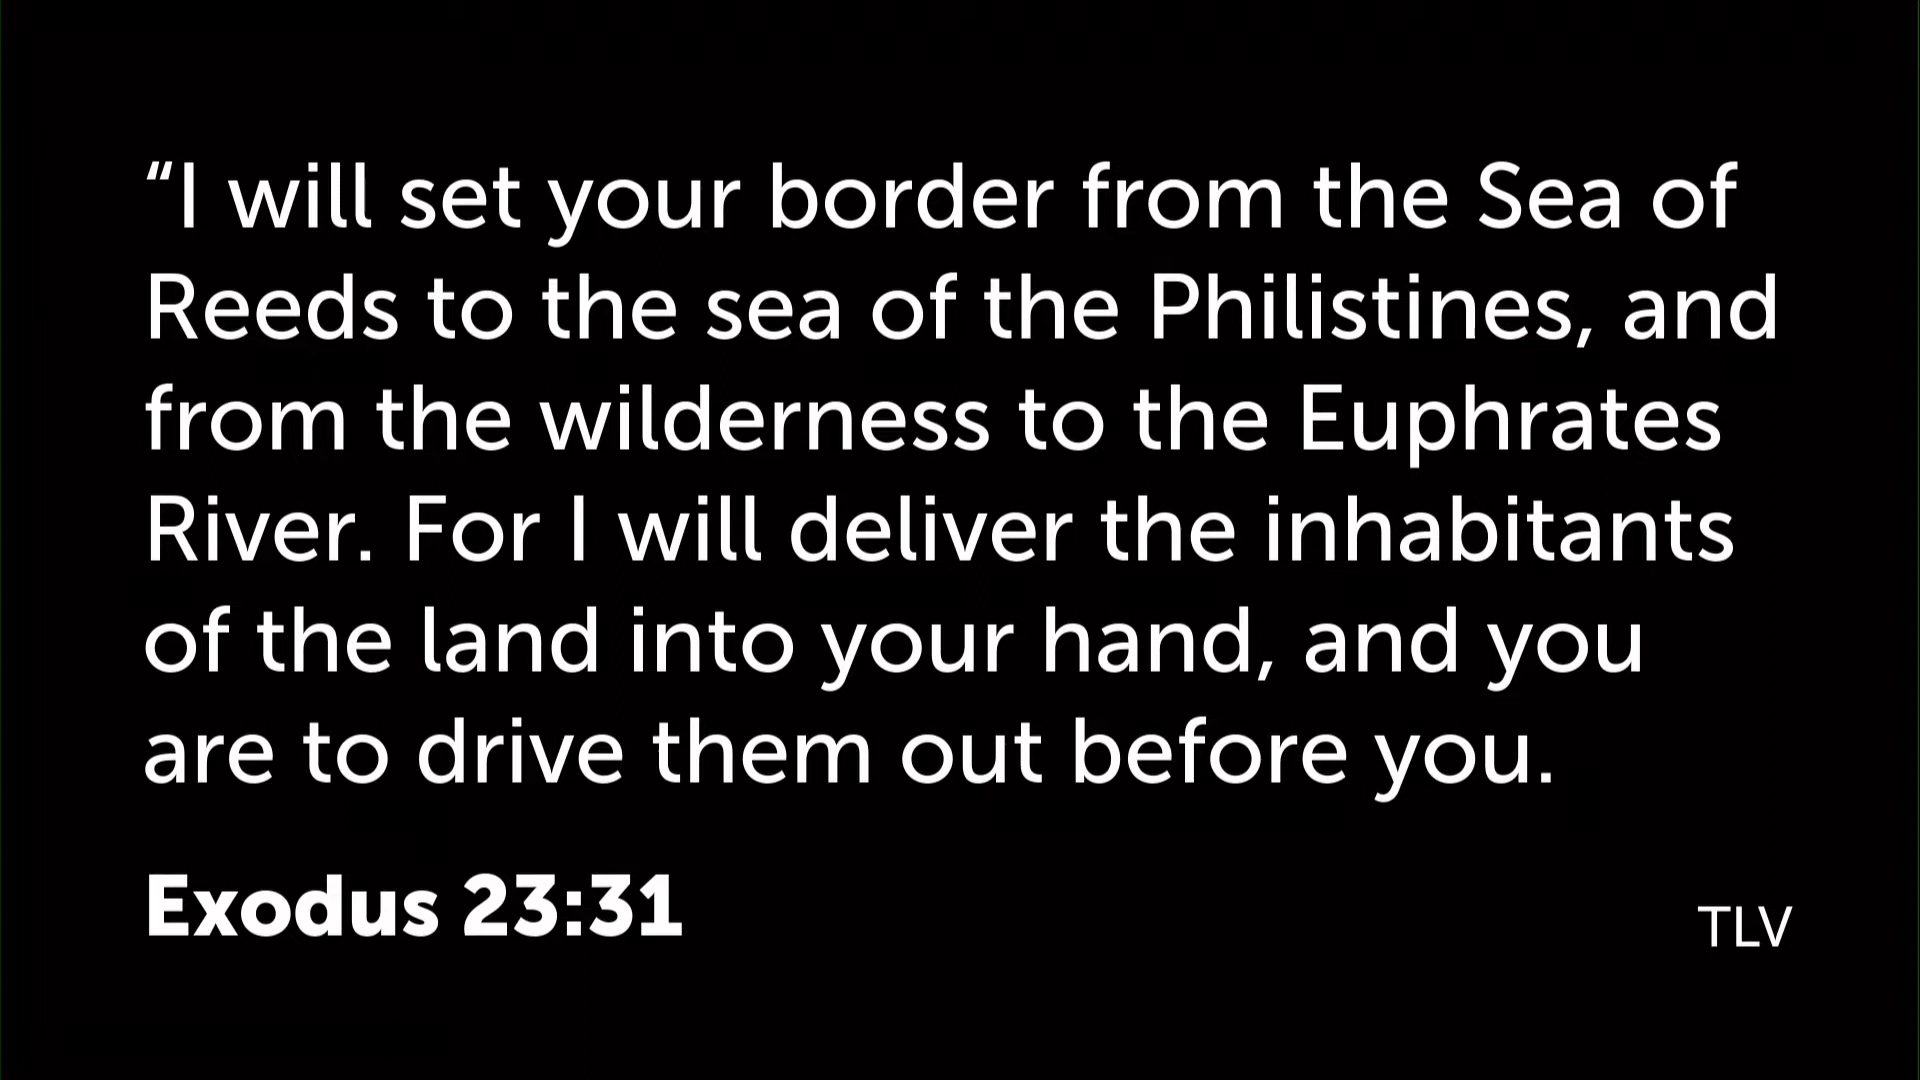 “I will set your border from the Sea of
Reeds to the sea of the Philistines, and
from the wilderness to the Euphrates
River. For I will deliver the inhabitants
of the land into your hand, and you
are to drive them out before you.
Exodus 23:31
TLV